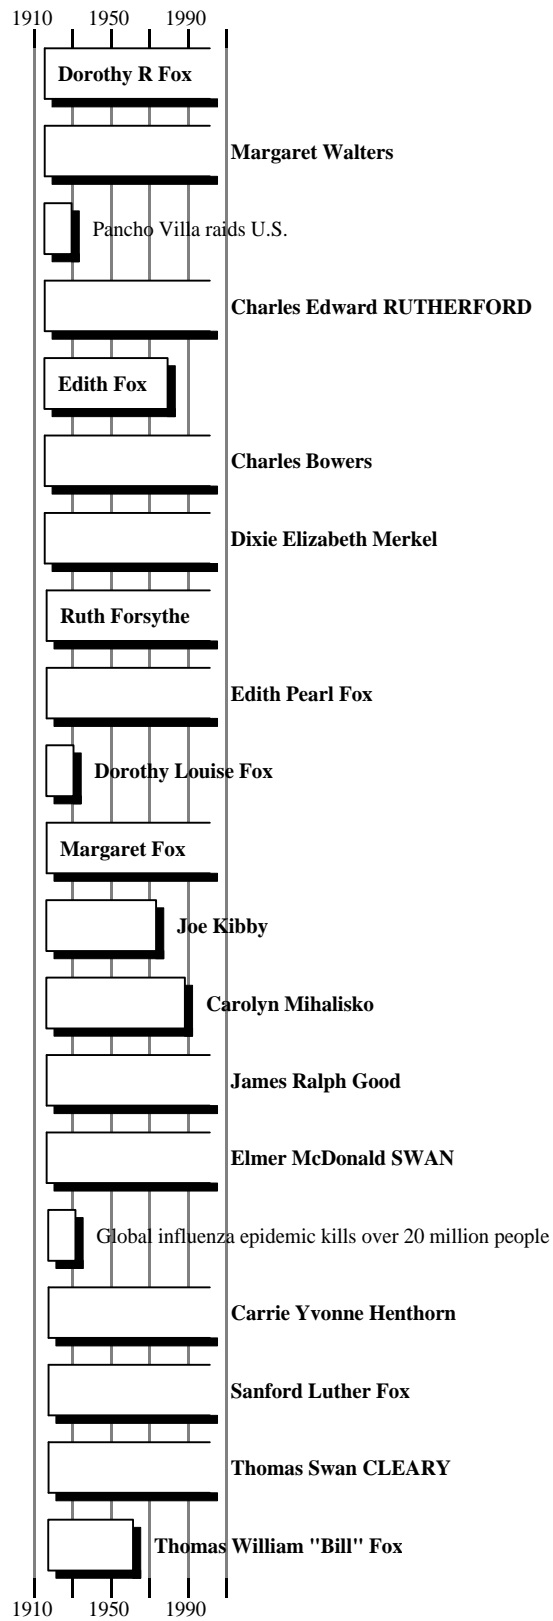 1910 1950 1990
Dorothy R Fox
Margaret Walters
Pancho Villa raids U.S.
Charles Edward RUTHERFORD
Edith Fox
Charles Bowers
Dixie Elizabeth Merkel
Ruth Forsythe
Edith Pearl Fox
Dorothy Louise Fox
Margaret Fox
Joe Kibby
Carolyn Mihalisko
James Ralph Good
Elmer McDonald SWAN
Global influenza epidemic kills over 20 million people
Carrie Yvonne Henthorn
Sanford Luther Fox
Thomas Swan CLEARY
Thomas William "Bill" Fox
1910 1950 1990